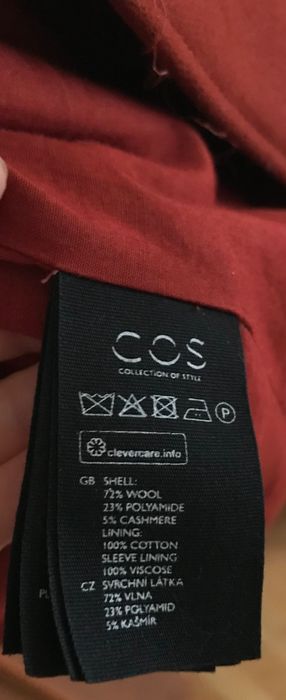 COS
COLLECTION OF STYLE
P
clevercare.info
GB SHELL:
72% WOOL
23% POLYAMIDE
5% CASHMERE
LINING:
100% COTTON
SLEEVE LINING:
100% VISCOSE
CZ SVRCHNI LÁTKA
72% VLNA
23% POLYAMID
5% KAŠMÍR